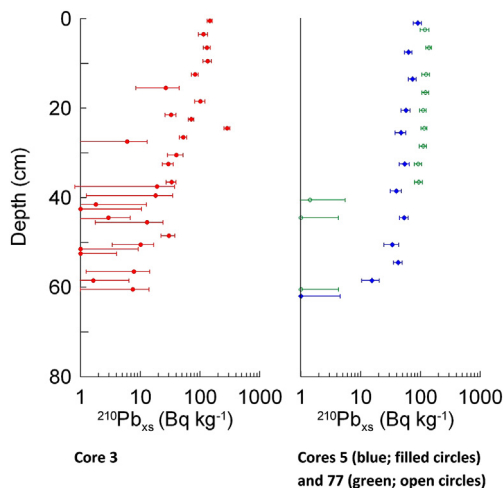 0
20
40
60
80
Depth (cm)
1 10 100 1000
1 10 100 1000
²¹⁰Pbₓₛ (Bq kg⁻¹)
²¹⁰Pbₓₛ (Bq kg⁻¹)
Core 3
Cores 5 (blue; filled circles)
and 77 (green; open circles)